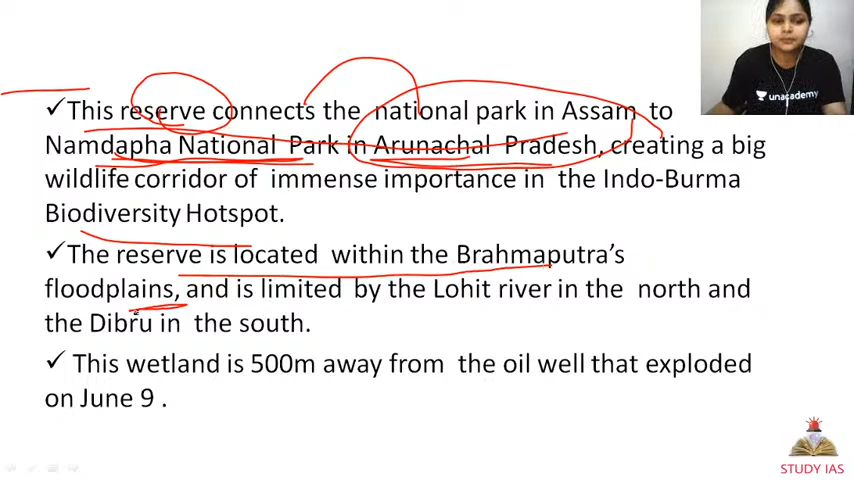 ✓This reserve connects the national park in Assam to
Namdapha National Park in Arunachal Pradesh, creating a big
wildlife corridor of immense importance in the Indo-Burma
Biodiversity Hotspot.
✓The reserve is located within the Brahmaputra's
floodplains, and is limited by the Lohit river in the north and
the Dibru in the south.
✓ This wetland is 500m away from the oil well that exploded
on June 9 .
unacademy
STUDY IAS